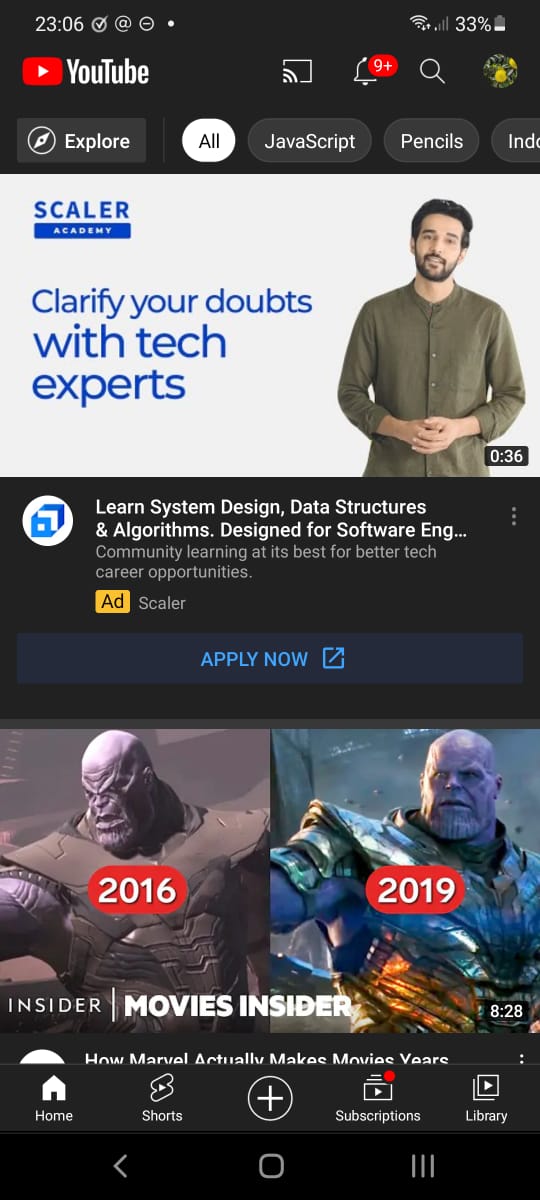 23:06 @ 33%
YouTube 9+
Explore All JavaScript Pencils Indo
SCALER
ACADEMY
Clarify your doubts
with tech
experts
0:36
Learn System Design, Data Structures
& Algorithms. Designed for Software Eng...
Community learning at its best for better tech
career opportunities.
Ad Scaler
APPLY NOW
2016 2019
INSIDER | MOVIES INSIDER 8:28
How Marvel Actually Makes Movies Years
Home Shorts Subscriptions Library